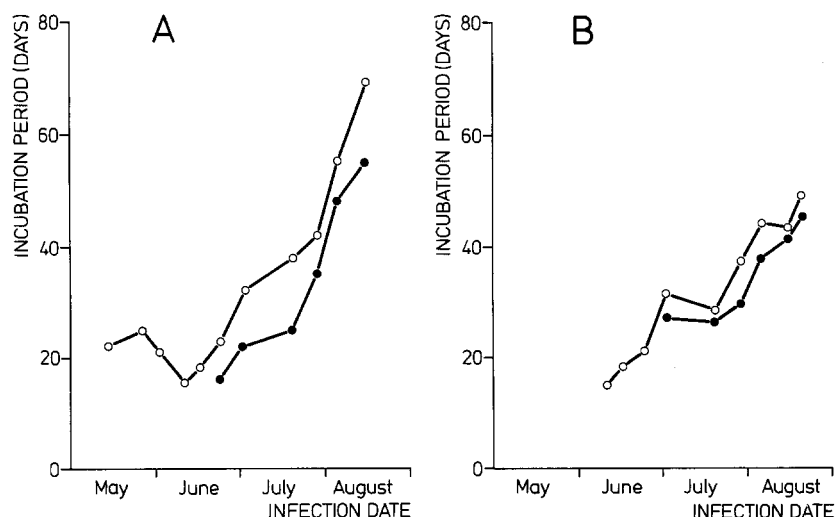 A
INCUBATION PERIOD (DAYS)
80
60
40
20
0
May June July August
INFECTION DATE
B
INCUBATION PERIOD (DAYS)
80
60
40
20
0
May June July August
INFECTION DATE